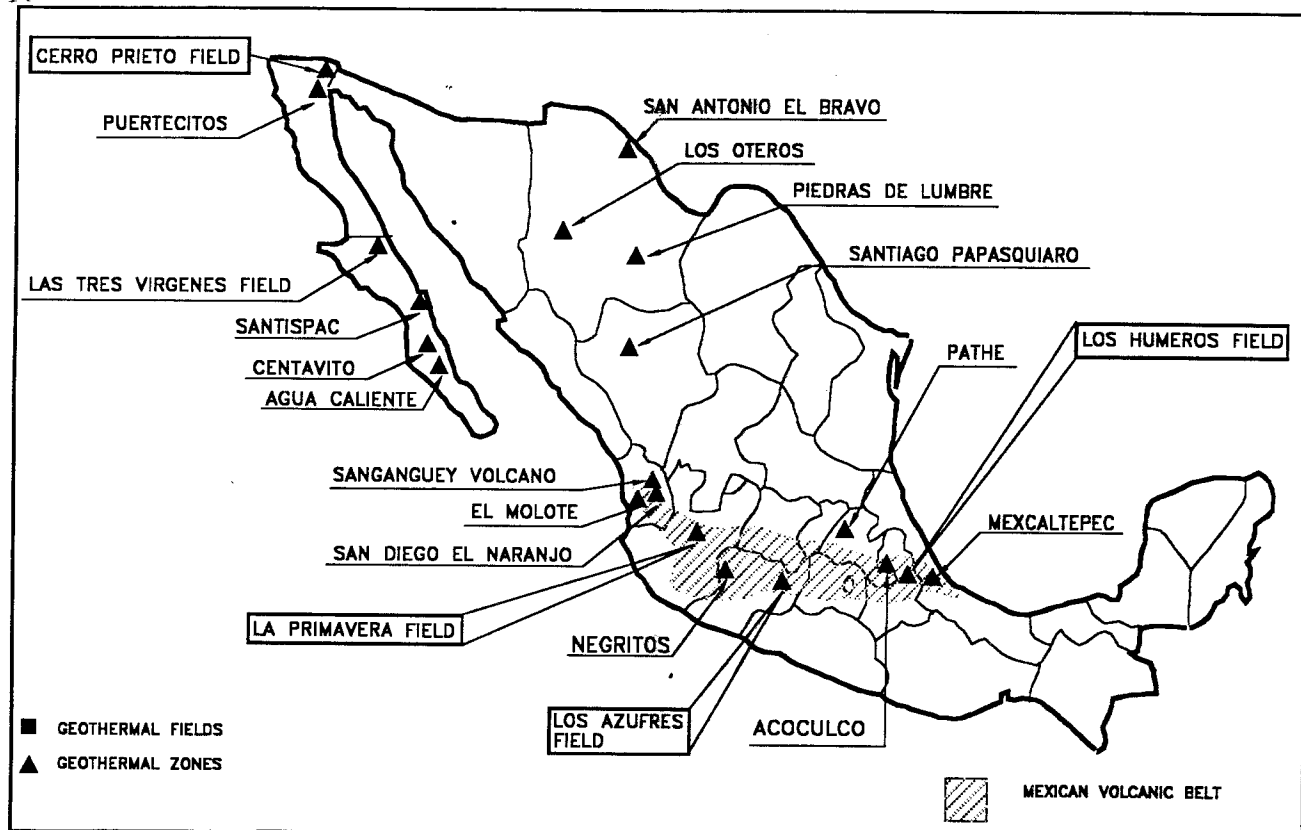 CERRO PRIETO FIELD
PUERTECITOS
SAN ANTONIO EL BRAVO
LOS OTEROS
PIEDRAS DE LUMBRE
SANTIAGO PAPASQUIARO
LAS TRES VIRGENES FIELD
SANTISPAC
CENTAVITO
AGUA CALIENTE
PATHE
LOS HUMEROS FIELD
SANGANGUEY VOLCANO
EL MOLOTE
SAN DIEGO EL NARANJO
MEXCALTEPEC
LA PRIMAVERA FIELD
NEGRITOS
LOS AZUFRES
FIELD
ACOCULCO
GEOTHERMAL FIELDS
GEOTHERMAL ZONES
MEXICAN VOLCANIC BELT